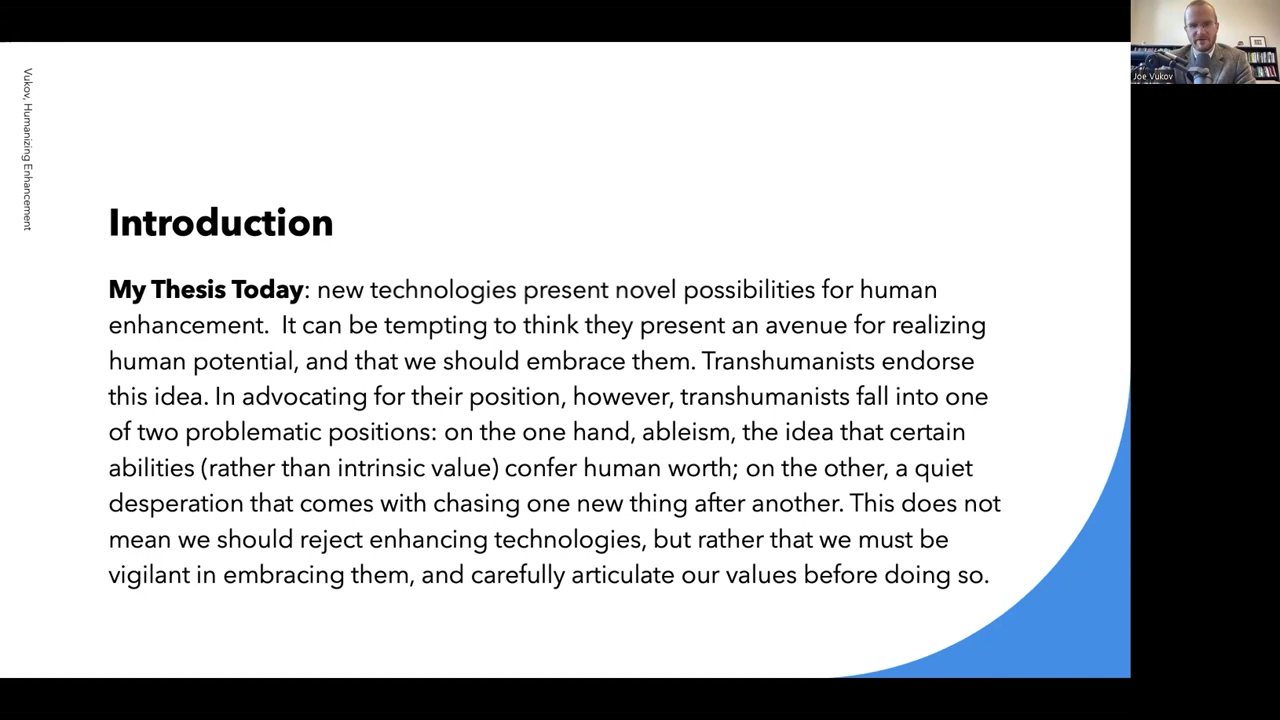 Vukov, Humanizing Enhancement
Joe Vukov
Introduction
My Thesis Today: new technologies present novel possibilities for human
enhancement.  It can be tempting to think they present an avenue for realizing
human potential, and that we should embrace them. Transhumanists endorse
this idea. In advocating for their position, however, transhumanists fall into one
of two problematic positions: on the one hand, ableism, the idea that certain
abilities (rather than intrinsic value) confer human worth; on the other, a quiet
desperation that comes with chasing one new thing after another. This does not
mean we should reject enhancing technologies, but rather that we must be
vigilant in embracing them, and carefully articulate our values before doing so.